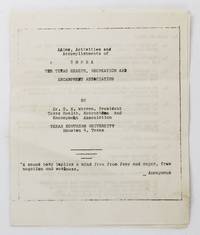 Aims, Activities and
Accomplishments of
T H P E A
THE TEXAS HEALTH, RECREATION AND
ENCAMPMENT ASSOCIATION
BY
Dr. H. E. President
Texas Health, Recreation And
Encampment Association
TEXAS SOUTHERN UNIVERSITY
Houston 4, Texas
"A sound body implies a mind free from fear and anger, from
negation and
Anonymous